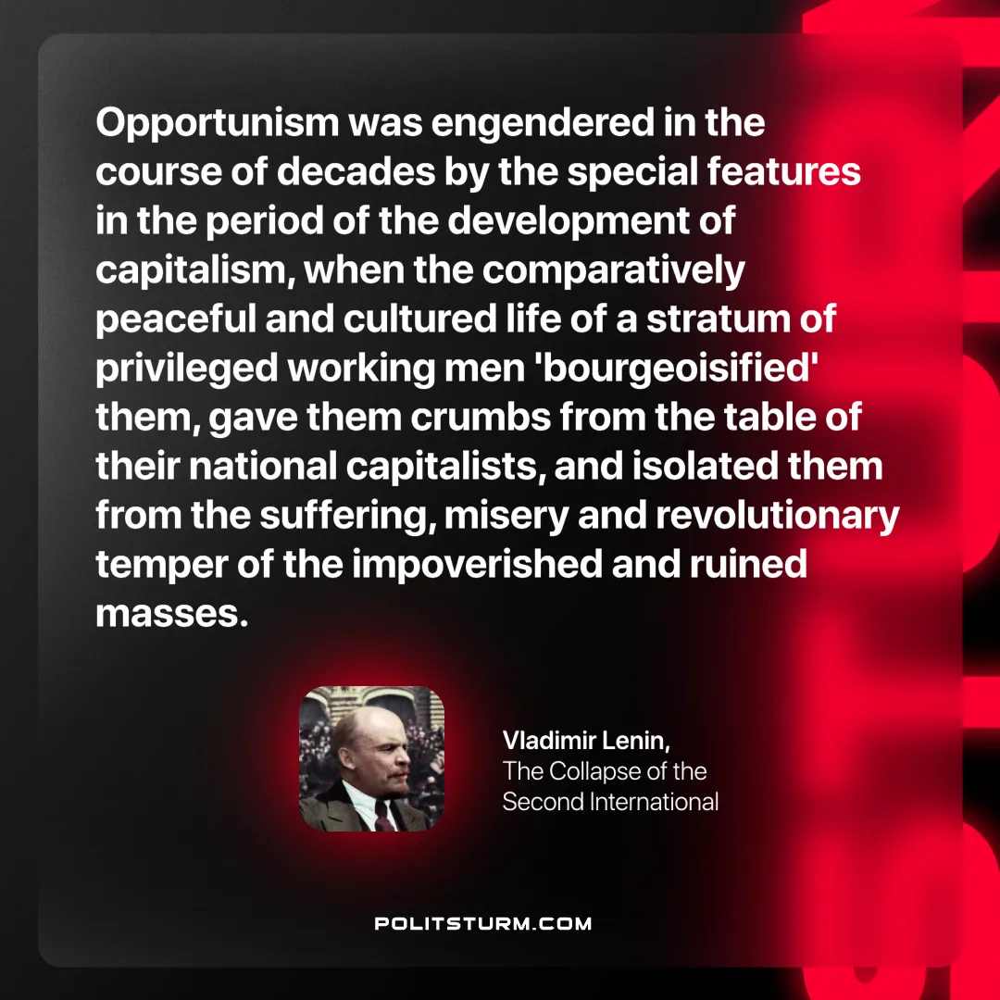 Opportunism was engendered in the
course of decades by the special features
in the period of the development of
capitalism, when the comparatively
peaceful and cultured life of a stratum of
privileged working men 'bourgeoisified'
them, gave them crumbs from the table of
their national capitalists, and isolated them
from the suffering, misery and revolutionary
temper of the impoverished and ruined
masses.
Vladimir Lenin,
The Collapse of the
Second International
POLITSTURM.COM